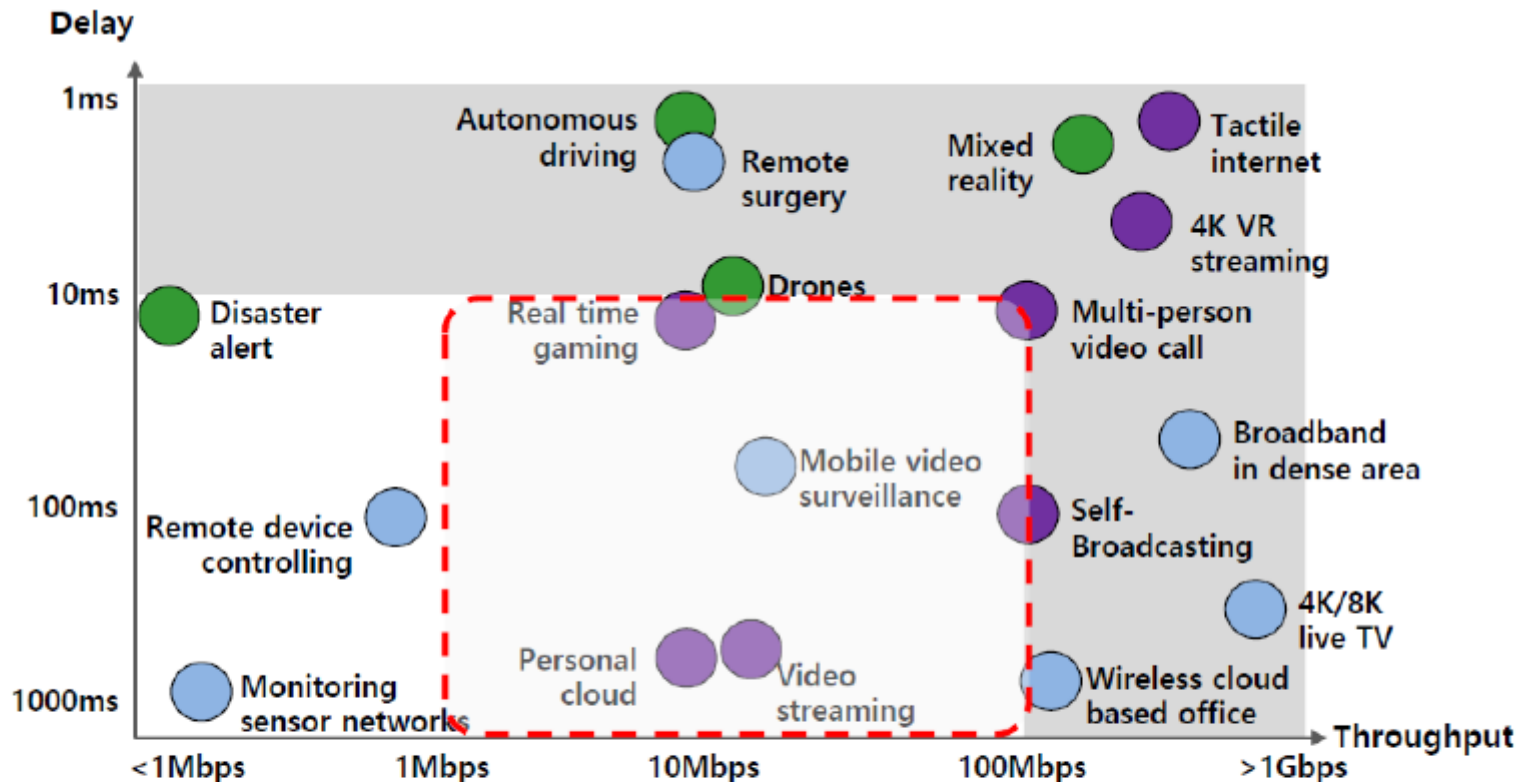 Delay
1ms
Autonomous
driving
Remote
surgery
Mixed
reality
Tactile
internet
4K VR
streaming
10ms
Disaster
alert
Real time
gaming
Drones
Multi-person
video call
Mobile video
surveillance
Broadband
in dense area
100ms
Remote device
controlling
Self-
Broadcasting
4K/8K
live TV
Personal
cloud
Video
streaming
1000ms
Monitoring
sensor networks
Wireless cloud
based office
Throughput
<1Mbps
1Mbps
10Mbps
100Mbps
>1Gbps